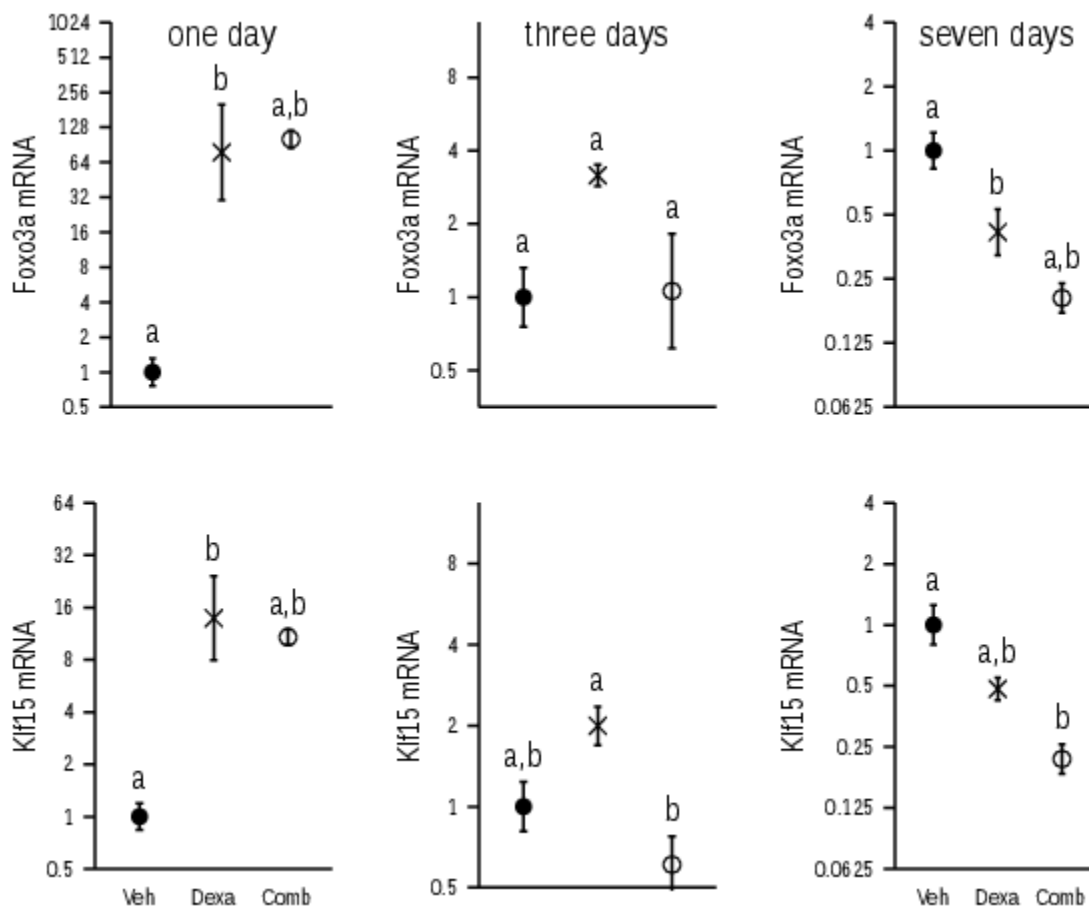 one day
Foxo3a mRNA
1024
512
256
128
64
32
16
8
4
2
1
0.5
a
b
a,b
three days
Foxo3a mRNA
8
4
2
1
0.5
a
a
a
seven days
Foxo3a mRNA
4
2
1
0.5
0.25
0.125
0.0625
a
b
a,b
Klf15 mRNA
64
32
16
8
4
2
1
0.5
a
b
a,b
Veh Dexa Comb
Klf15 mRNA
8
4
2
1
0.5
a,b
a
b
Klf15 mRNA
4
2
1
0.5
0.25
0.125
0.0625
a
a,b
b
Veh Dexa Comb